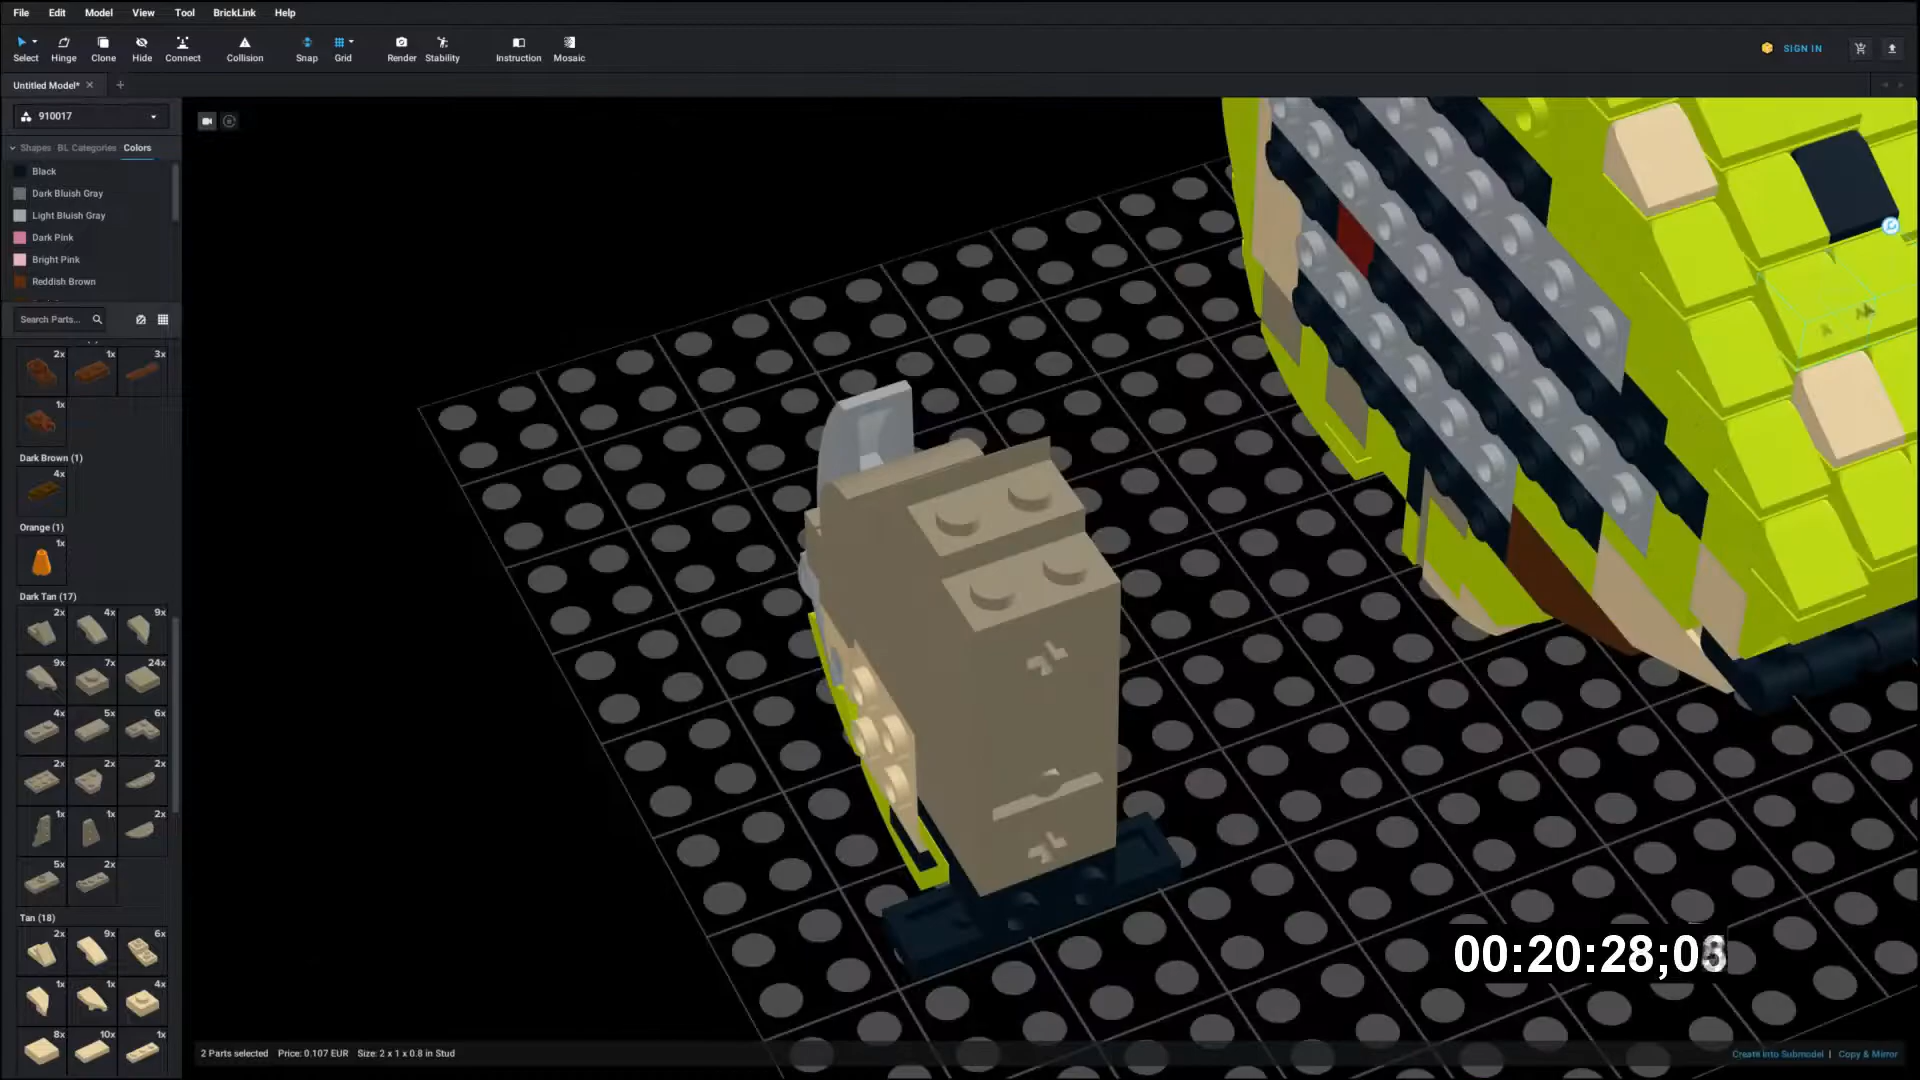 File Edit Model View Tool BrickLink Help
Select Hinge Clone Hide Connect Collision Snap Grid Render Stability Instruction Mosaic
SIGN IN
Untitled Model*
910017
Shapes BL Categories Colors
Black
Dark Bluish Gray
Light Bluish Gray
Dark Pink
Bright Pink
Reddish Brown
Search Parts...
2x 1x 3x
1x
Dark Brown (1)
4x
Orange (1)
1x
Dark Tan (17)
2x 4x 9x
9x 7x 24x
4x 5x 6x
2x 2x 2x
1x 1x 2x
5x 2x
Tan (18)
2x 9x 6x
1x 1x 4x
8x 10x 1x
00:20:28;08
2 Parts selected Price: 0.107 EUR Size: 2 x 1 x 0.8 in Stud
Create into Submodel | Copy & Mirror